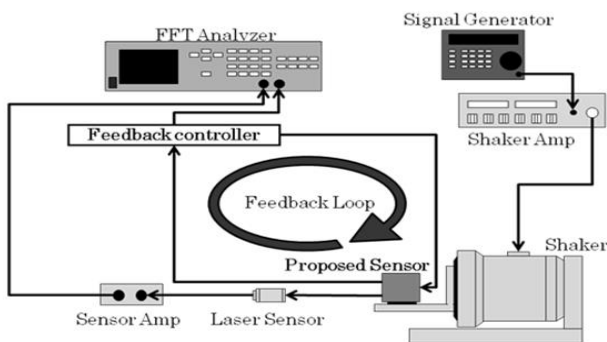 Signal Generator
FFT Analyzer
Feedback controller
Shaker Amp
Feedback Loop
Shaker
Proposed Sensor
Sensor Amp
Laser Sensor